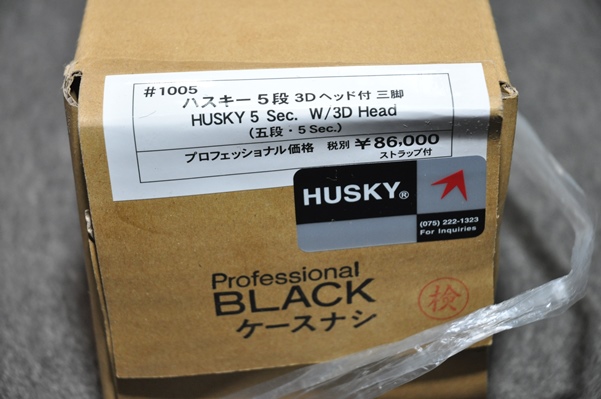 #1005
ハスキー 5段 3Dヘッド付 三脚
HUSKY 5 Sec. W/3D Head
(五段・5 Sec.)
プロフェッショナル価格 税別 ¥86,000
ストラップ付
HUSKY®
(075) 222-1323
For Inquiries
Professional
BLACK
ケースナシ
検